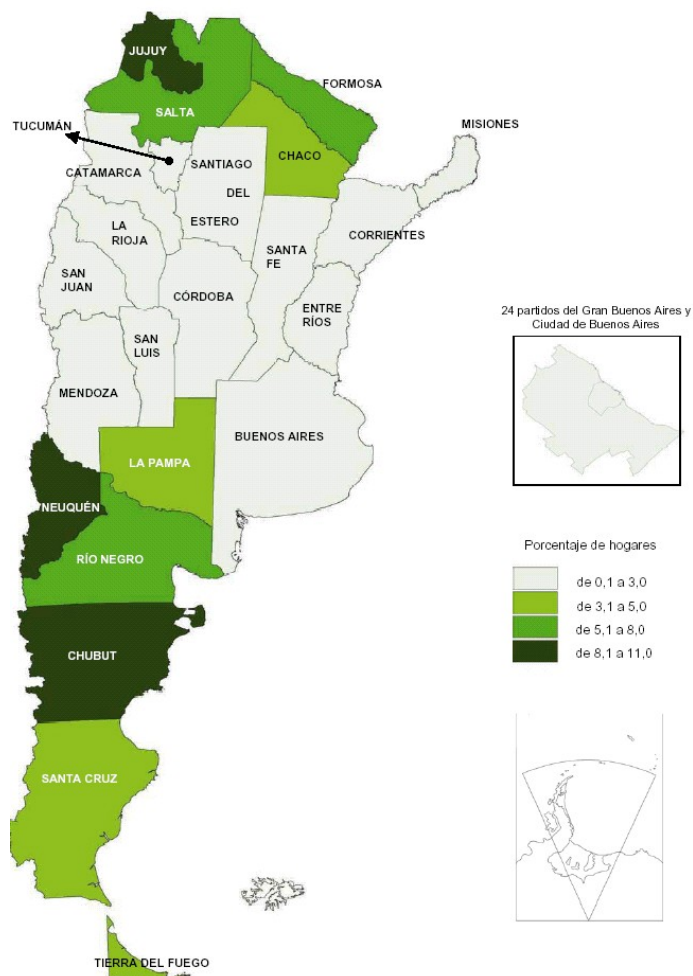 JUJUY
FORMOSA
SALTA
TUCUMÁN
MISIONES
CHACO
SANTIAGO
DEL
ESTERO
CATAMARCA
LA
RIOJA
SANTA
FE
CORRIENTES
SAN
JUAN
CÓRDOBA
ENTRE
RÍOS
24 partidos del Gran Buenos Aires y
Ciudad de Buenos Aires
SAN
LUIS
MENDOZA
BUENOS AIRES
LA PAMPA
NEUQUÉN
RÍO NEGRO
Porcentaje de hogares
de 0,1 a 3,0
de 3,1 a 5,0
de 5,1 a 8,0
de 8,1 a 11,0
CHUBUT
SANTA CRUZ
TIERRA DEL FUEGO